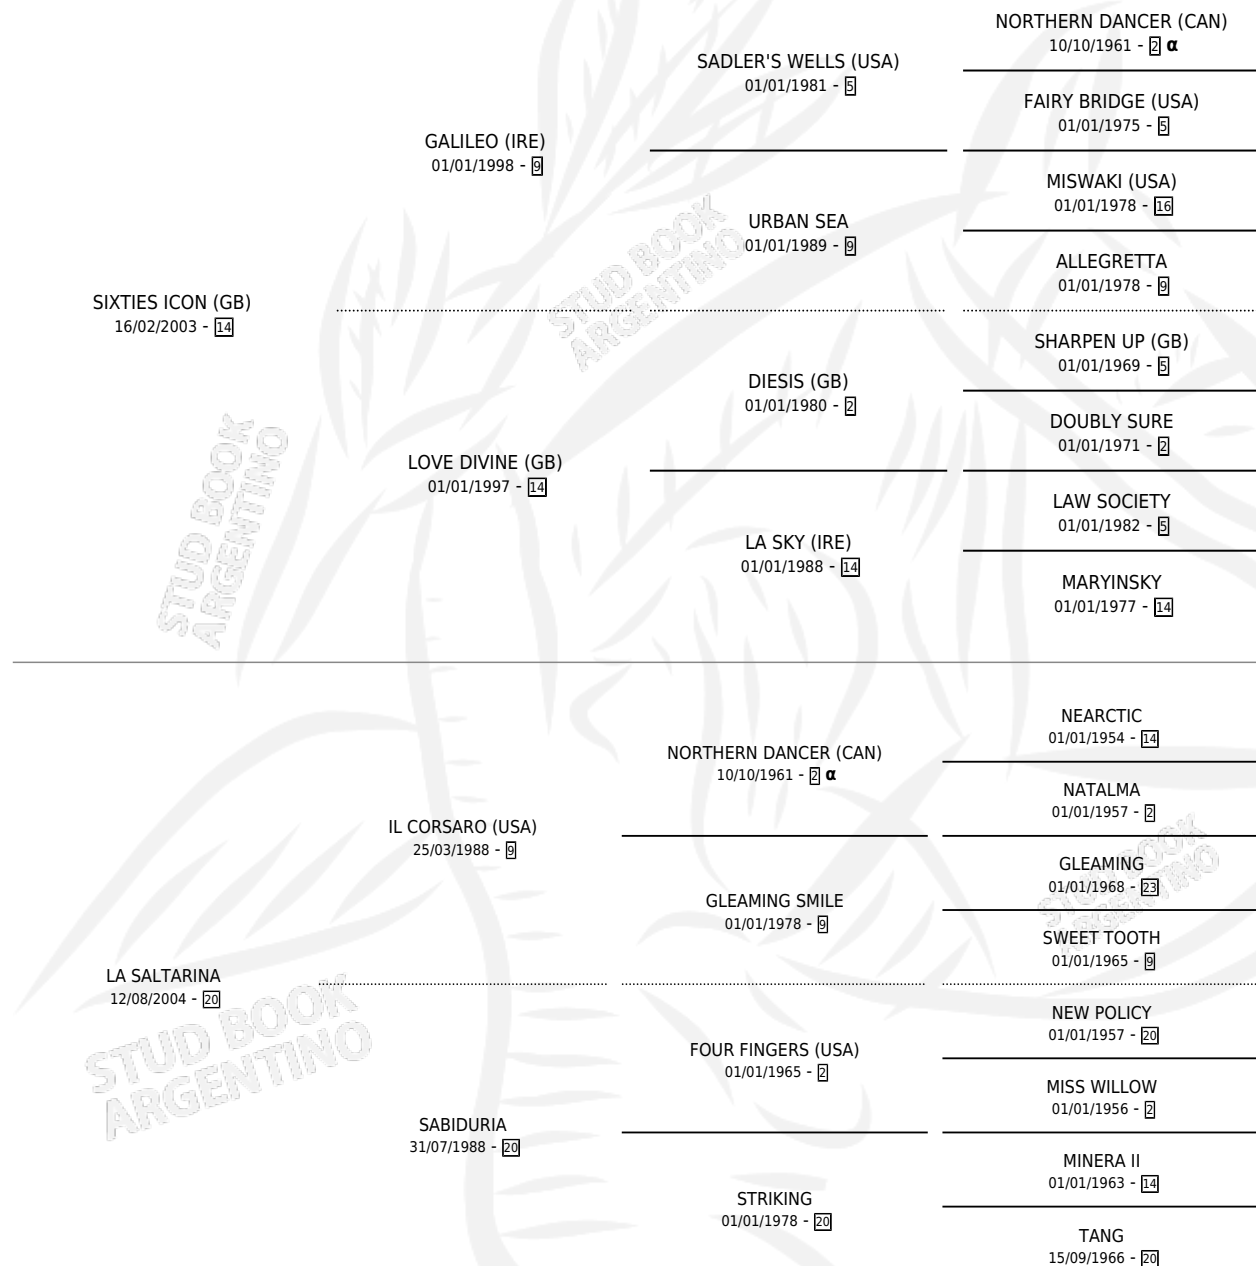 NORTHERN DANCER (CAN)
10/10/1961 - 2 α
SADLER'S WELLS (USA)
01/01/1981 - 5
FAIRY BRIDGE (USA)
01/01/1975 - 5
GALILEO (IRE)
01/01/1998 - 9
MISWAKI (USA)
01/01/1978 - 16
URBAN SEA
01/01/1989 - 9
ALLEGRETTA
01/01/1978 - 9
SIXTIES ICON (GB)
16/02/2003 - 14
SHARPEN UP (GB)
01/01/1969 - 5
DIESIS (GB)
01/01/1980 - 2
DOUBLY SURE
01/01/1971 - 2
LOVE DIVINE (GB)
01/01/1997 - 14
LAW SOCIETY
01/01/1982 - 5
LA SKY (IRE)
01/01/1988 - 14
MARYINSKY
01/01/1977 - 14
NEARCTIC
01/01/1954 - 14
NORTHERN DANCER (CAN)
10/10/1961 - 2 α
NATALMA
01/01/1957 - 2
IL CORSARO (USA)
25/03/1988 - 9
GLEAMING
01/01/1968 - 23
GLEAMING SMILE
01/01/1978 - 9
SWEET TOOTH
01/01/1965 - 9
LA SALTARINA
12/08/2004 - 20
NEW POLICY
01/01/1957 - 20
FOUR FINGERS (USA)
01/01/1965 - 2
MISS WILLOW
01/01/1956 - 2
SABIDURIA
31/07/1988 - 20
MINERA II
01/01/1963 - 14
STRIKING
01/01/1978 - 20
TANG
15/09/1966 - 20
STUD BOOK
ARGENTINO
STUD BOOK
ARGENTINO
STUD BOOK
ARGENTINO
STUD BOOK
ARGENTINO